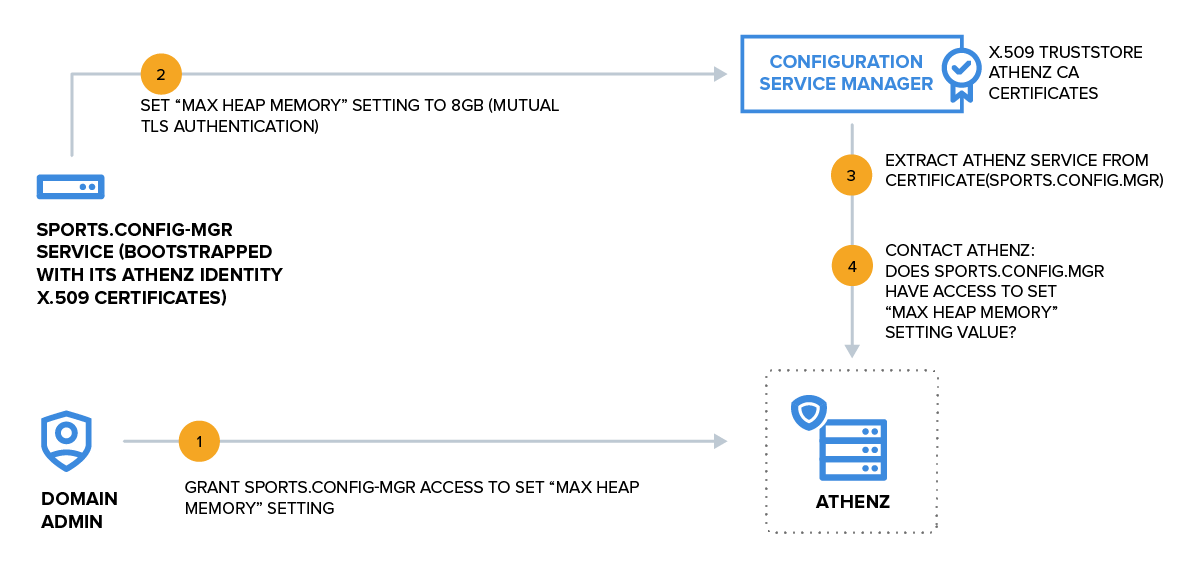 2
SET “MAX HEAP MEMORY” SETTING TO 8GB (MUTUAL
TLS AUTHENTICATION)
CONFIGURATION
SERVICE MANAGER
X.509 TRUSTSTORE
ATHENZ CA
CERTIFICATES
SPORTS.CONFIG-MGR
SERVICE (BOOTSTRAPPED
WITH ITS ATHENZ IDENTITY
X.509 CERTIFICATES)
3
EXTRACT ATHENZ SERVICE FROM
CERTIFICATE(SPORTS.CONFIG.MGR)
4
CONTACT ATHENZ:
DOES SPORTS.CONFIG.MGR
HAVE ACCESS TO SET
“MAX HEAP MEMORY”
SETTING VALUE?
DOMAIN
ADMIN
1
GRANT SPORTS.CONFIG-MGR ACCESS TO SET “MAX HEAP
MEMORY” SETTING
ATHENZ